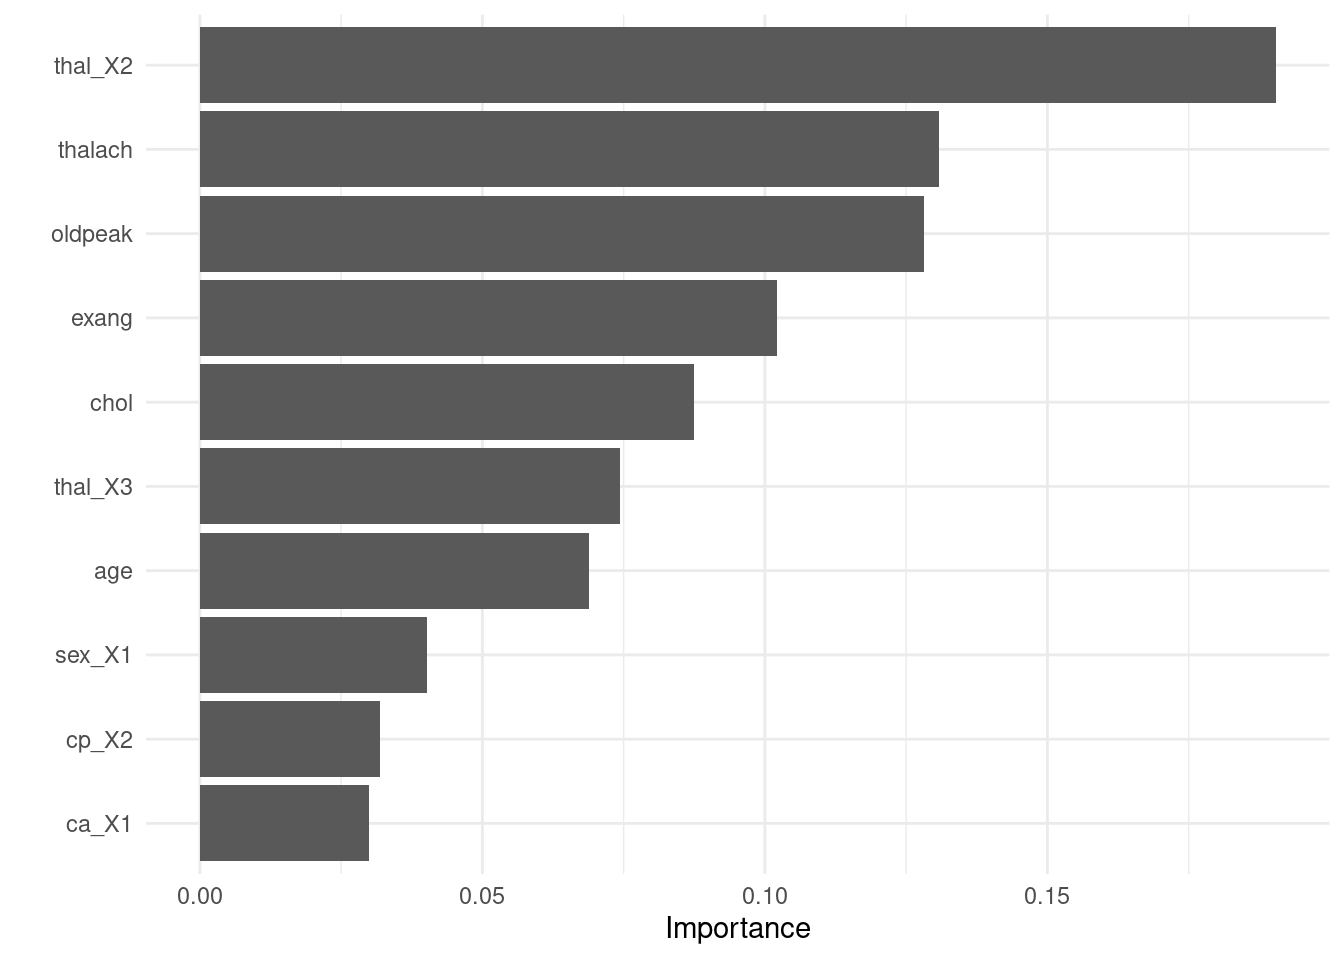 thal_X2
thalach
oldpeak
exang
chol
thal_X3
age
sex_X1
cp_X2
ca_X1
0.00 0.05 0.10 0.15
Importance